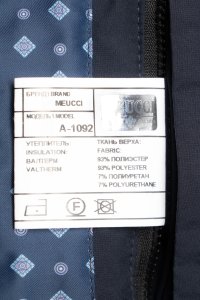 БРЕНД \ BRAND
MEUCCI
МОДЕЛЬ \ MODEL
A-1092
УТЕПЛИТЕЛЬ
INSULATION:
ВАЛТЕРМ
VALTHERM
ТКАНЬ ВЕРХА:
FABRIC
93% ПОЛИЭСТЕР
93% POLYESTER
7% ПОЛИУРЕТАН
7% POLYURETHANE
F